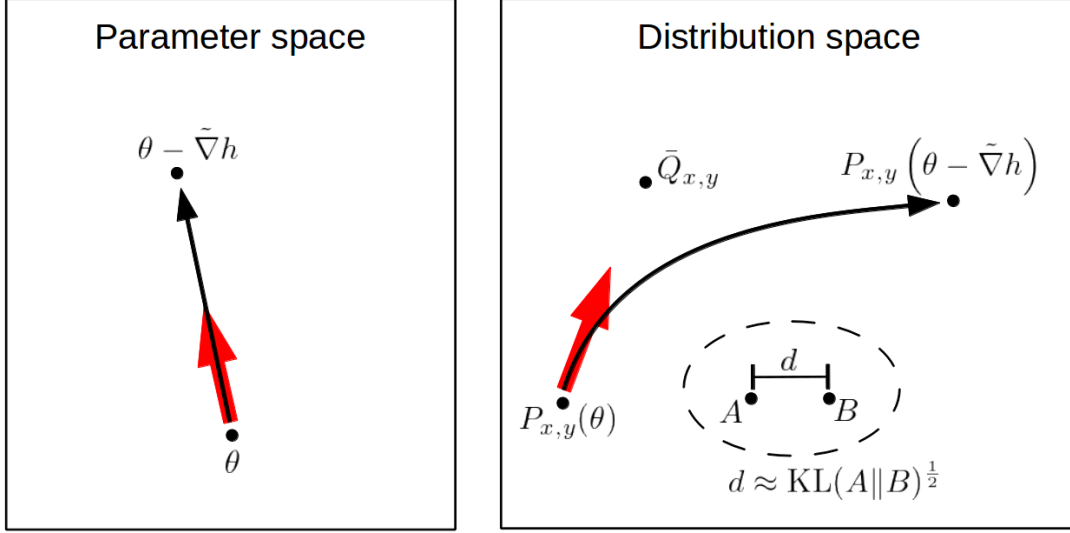 Parameter space
θ − ∇̃h
θ
Distribution space
Q̄x,y
Px,y(θ − ∇̃h)
Px,y(θ)
d
A
B
d ≈ KL(A‖B)^{1/2}